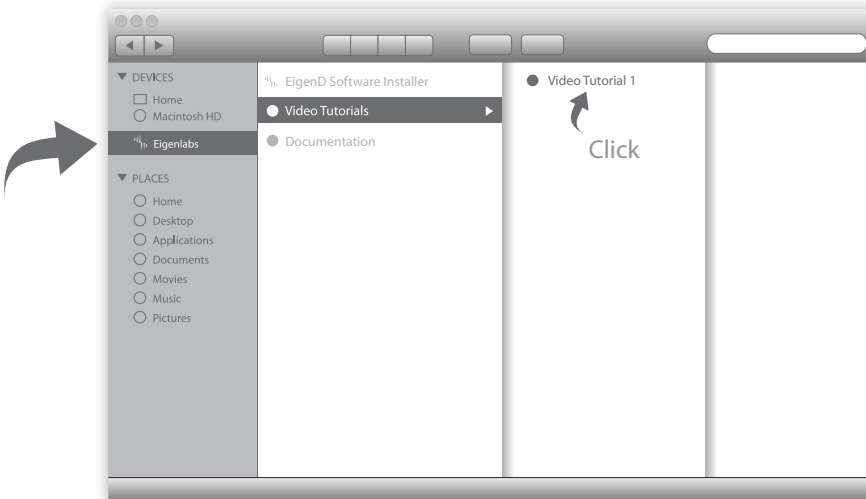 DEVICES
Home
Macintosh HD
Eigenlabs
PLACES
Home
Desktop
Applications
Documents
Movies
Music
Pictures
EigenD Software Installer
Video Tutorials
Documentation
Video Tutorial 1
Click